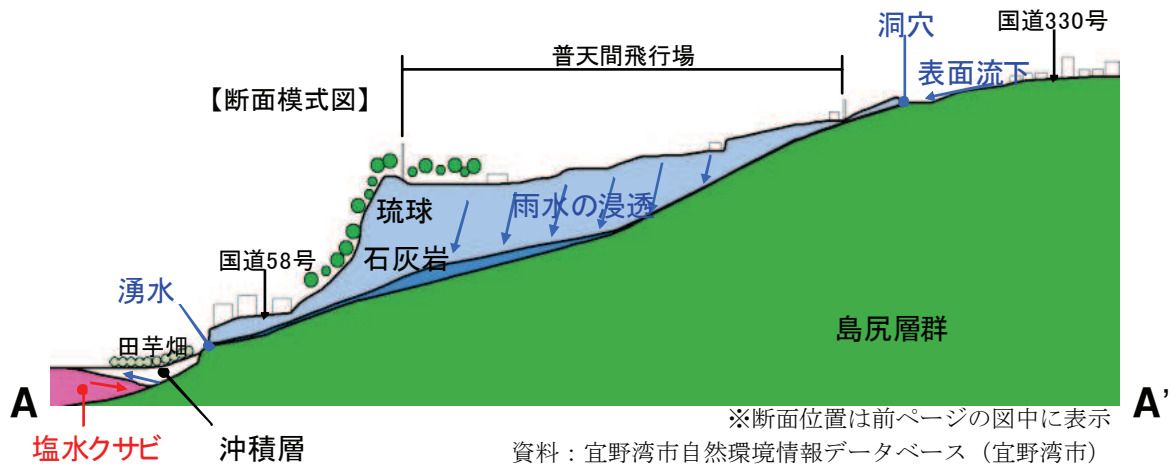 国道330号
洞穴
普天間飛行場
表面流下
【断面模式図】
琉球
石灰岩
雨水の浸透
国道58号
湧水
田芋畑
島尻層群
A
A'
塩水クサビ
沖積層
※断面位置は前ページの図中に表示
資料：宜野湾市自然環境情報データベース（宜野湾市）